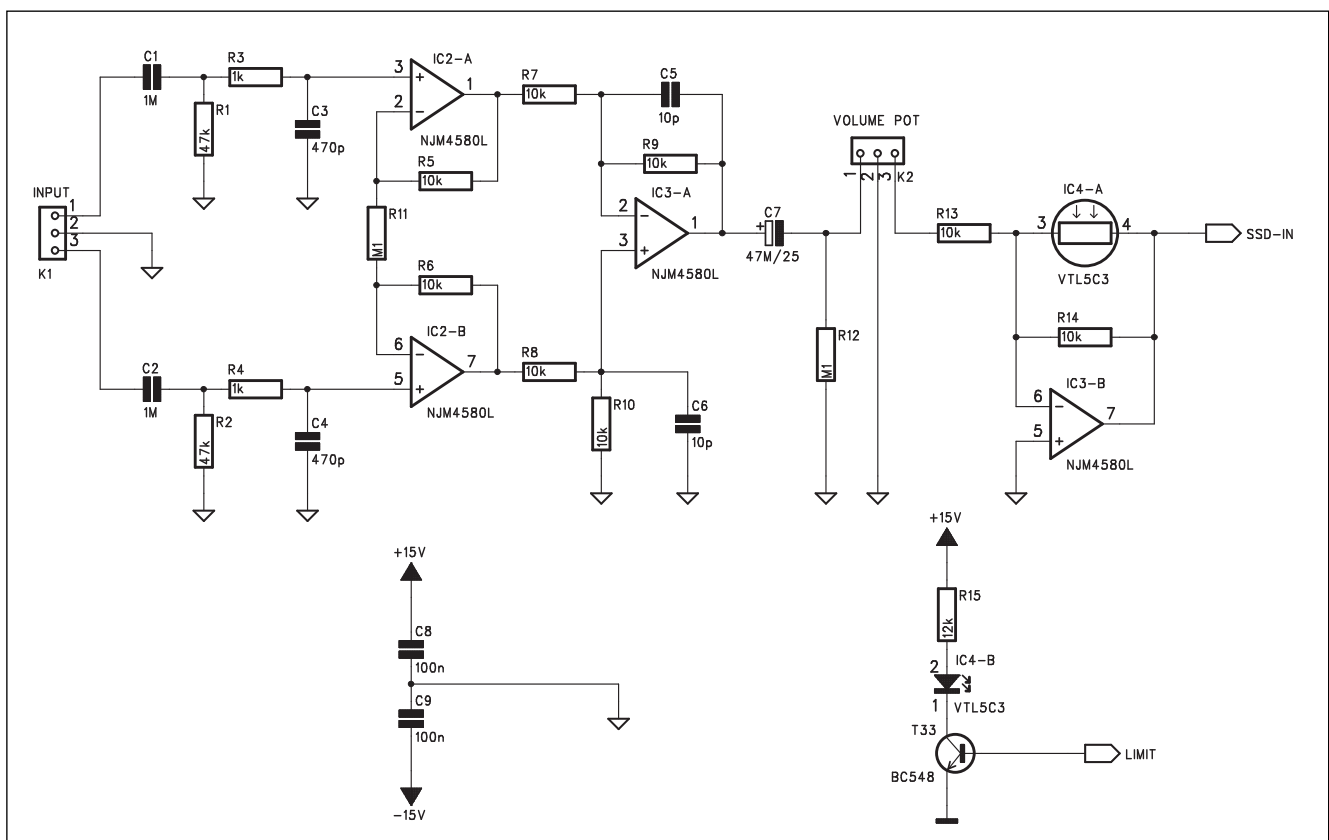 C1
1M
R3
1k
R1
47k
C3
470p
IC2-A
3
2
1
+
−
NJM4580L
R7
10k
C5
10p
R5
10k
R9
10k
VOLUME POT
1
2
3
K2
INPUT
1
2
3
K1
R11
M1
R6
10k
IC3-A
2
3
1
−
+
NJM4580L
+
C7
47M/25
R13
10k
IC4-A
3
4
VTL5C3
SSD-IN
C2
1M
R4
1k
R2
47k
C4
470p
IC2-B
6
5
7
−
+
NJM4580L
R8
10k
R10
10k
C6
10p
R12
M1
R14
10k
IC3-B
6
5
7
−
+
NJM4580L
+15V
C8
100n
C9
100n
-15V
+15V
R15
12k
2
IC4-B
1
VTL5C3
T33
BC548
LIMIT